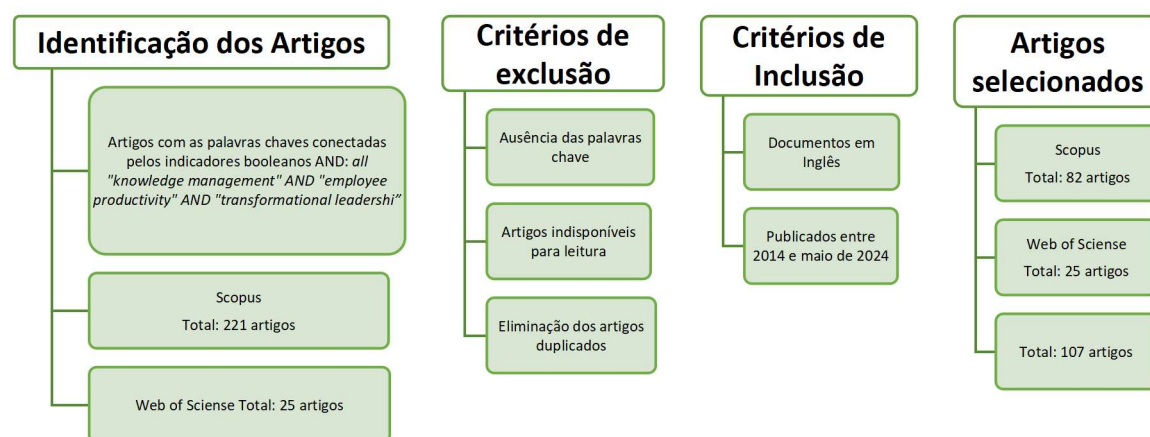 Identificação dos Artigos
Artigos com as palavras chaves conectadas
pelos indicadores booleanos AND: all
"knowledge management" AND "employee
productivity" AND "transformational leadershi”
Scopus
Total: 221 artigos
Web of Sciense Total: 25 artigos
Critérios de
exclusão
Ausência das palavras
chave
Artigos indisponíveis
para leitura
Eliminação dos artigos
duplicados
Critérios de
Inclusão
Documentos em
Inglês
Publicados entre
2014 e maio de 2024
Artigos
selecionados
Scopus
Total: 82 artigos
Web of Sciense
Total: 25 artigos
Total: 107 artigos